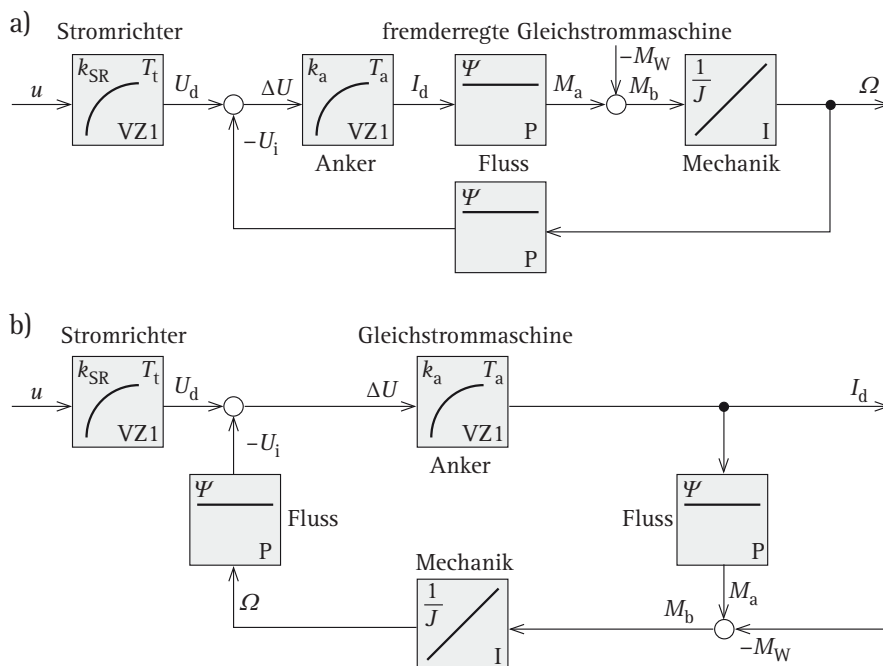 a)
Stromrichter
fremderregte Gleichstrommaschine
u
k_SR T_t
VZ1
U_d
ΔU
−U_i
k_a T_a
VZ1
Anker
I_d
Ψ
P
Fluss
M_a
−M_W
M_b
1/J
I
Mechanik
Ω
Ψ
P
b)
Stromrichter
Gleichstrommaschine
u
k_SR T_t
VZ1
U_d
ΔU
k_a T_a
VZ1
Anker
I_d
−U_i
Ψ
P
Fluss
Fluss
Ψ
P
Mechanik
Ω
1/J
I
M_b
M_a
−M_W